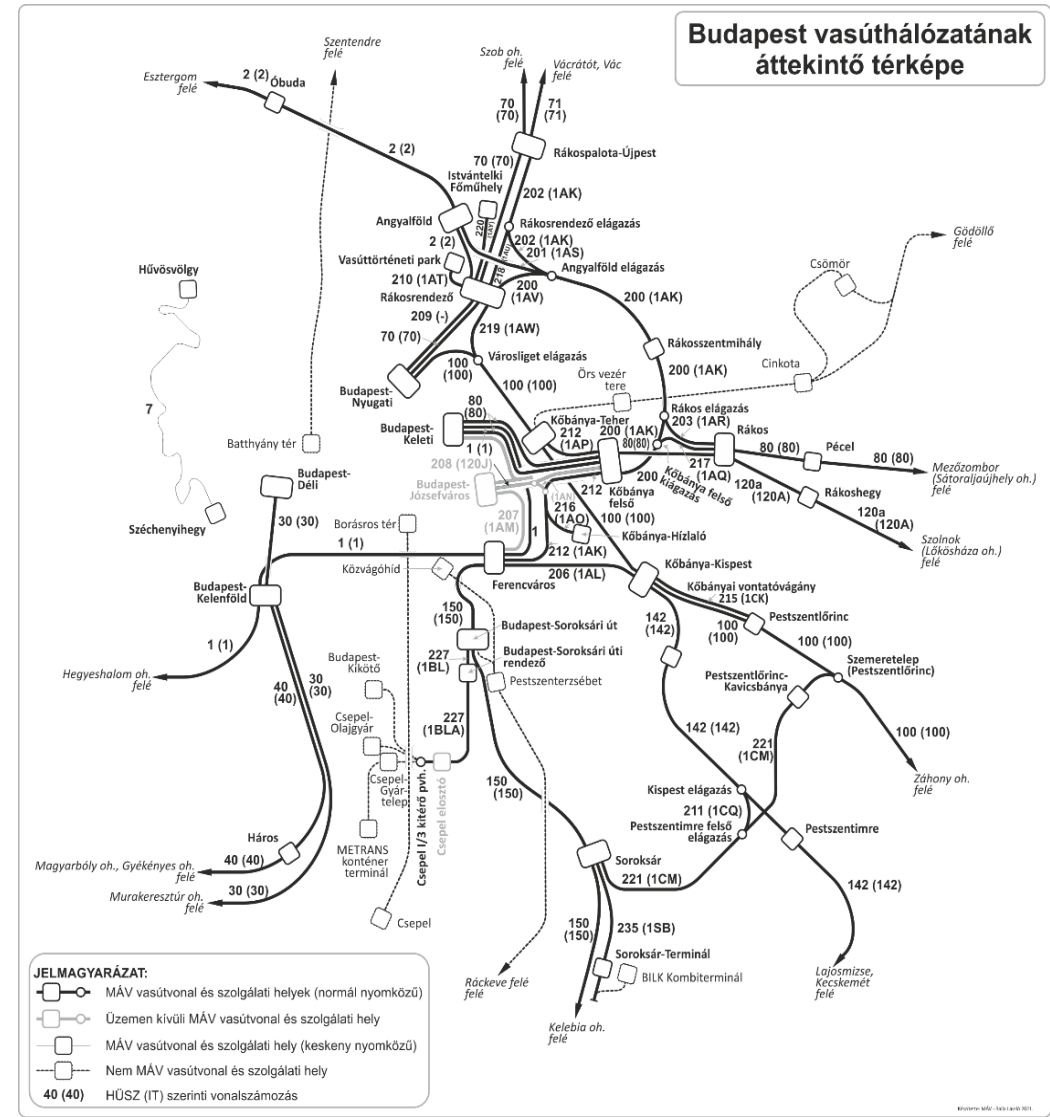 Budapest vasúthálózatának
áttekintő térképe
Szentendre
felé
Esztergom
felé
2 (2)
Óbuda
Szob oh.
felé
Vácrátót, Vác
felé
70
(70)
71
(71)
2 (2)
70 (70)
Rákospalota-Újpest
Istvántelki
Főműhely
202 (1AK)
Angyalföld
220
(1AY)
Rákosrendező elágazás
2 (2)
202 (1AK)
201 (1AS)
Gödöllő
felé
Vasúttörténeti park
218
(1AU)
Angyalföld elágazás
Csömör
Hűvösvölgy
210 (1AT)
200
(1AV)
Rákosrendező
200 (1AK)
209 (-)
219 (1AW)
70 (70)
Rákosszentmihály
Városliget elágazás
100
(100)
200 (1AK)
Cinkota
Budapest-
Nyugati
100 (100)
Örs vezér
tere
7
80
(80)
Rákos elágazás
203 (1AR)
Budapest-
Keleti
Kőbánya-Teher
212
(1AP)
200 (1AK)
Rákos
Batthyány tér
1 (1)
80(80)
80 (80)
Pécel
80 (80)
208 (120J)
217
(1AQ)
Mezőzombor
(Sátoraljaújhely oh.)
felé
Budapest-
Déli
Budapest-
Józsefváros
212
Kőbánya
felső
200
Kőbánya felső
kiágazás
120a
(120A)
Rákoshegy
(1AN)
207
(1AM)
216
(1AO)
100 (100)
120a
(120A)
Széchenyihegy
30 (30)
Borásros tér
1
Kőbánya-Hízlaló
Szolnok
(Lőkösháza oh.)
felé
1 (1)
212 (1AK)
Közvágóhíd
Ferencváros
206 (1AL)
Kőbánya-Kispest
Kőbányai vontatóvágány
215 (1CK)
Budapest-
Kelenföld
150
(150)
142
(142)
100
(100)
Pestszentlőrinc
Budapest-Soroksári út
100 (100)
1 (1)
227
(1BL)
Budapest-Soroksári úti
rendező
Szemeretelep
(Pestszentlőrinc)
Budapest-
Kikötő
Pestszenterzsébet
Hegyeshalom oh.
felé
30
(30)
40
(40)
Pestszentlőrinc-
Kavicsbánya
Csepel-
Olajgyár
227
(1BLA)
142 (142)
100 (100)
221
(1CM)
Csepel-
Gyár-
telep
150
(150)
Záhony oh.
felé
Csepel I/3 kitérő pvh.
Csepel elosztó
Kispest elágazás
211 (1CQ)
Pestszentimre felső
elágazás
Pestszentimre
Háros
METRANS
konténer
terminál
Soroksár
40 (40)
Magyarbóly oh., Gyékényes oh.
felé
221 (1CM)
142 (142)
30 (30)
Murakeresztúr oh.
felé
Csepel
150
(150)
235 (1SB)
Soroksár-Terminál
BILK Kombiterminál
Ráckeve felé
felé
Lajosmizse,
Kecskemét
felé
Kelebia oh.
felé
JELMAGYARÁZAT:
MÁV vasútvonal és szolgálati helyek (normál nyomközű)
Üzemen kívüli MÁV vasútvonal és szolgálati hely
MÁV vasútvonal és szolgálati hely (keskeny nyomközű)
Nem MÁV vasútvonal és szolgálati hely
40 (40) HÜSZ (IT) szerinti vonalszámozás